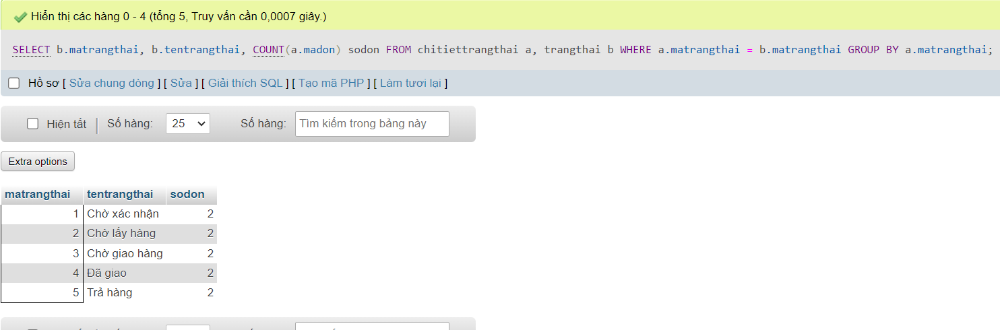 Hiển thị các hàng 0 - 4 (tổng 5, Truy vấn cần 0,0007 giây.)
SELECT b.matrangthai, b.tentrangthai, COUNT(a.madon) sodon FROM chitiettrangthai a, trangthai b WHERE a.matrangthai = b.matrangthai GROUP BY a.matrangthai;
Hồ sơ [ Sửa chung dòng ] [ Sửa ] [ Giải thích SQL ] [ Tạo mã PHP ] [ Làm tươi lại ]
Hiện tất | Số hàng: 25 Số hàng: Tìm kiếm trong bảng này
Extra options
matrangthai tentrangthai sodon
1 Chờ xác nhận 2
2 Chờ lấy hàng 2
3 Chờ giao hàng 2
4 Đã giao 2
5 Trả hàng 2